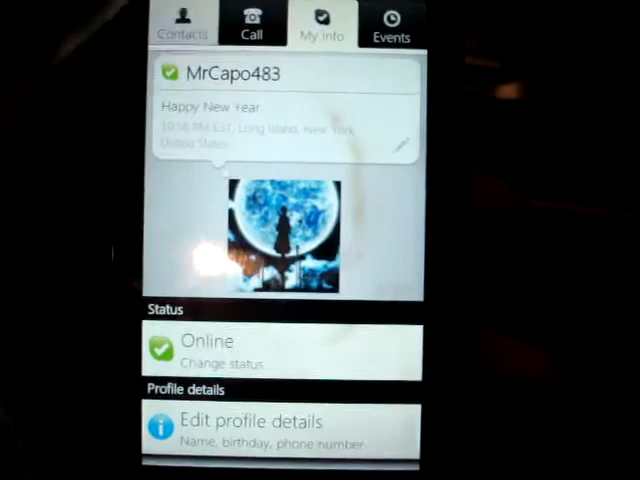 Contacts
Call
My info
Events
MrCapo483
Happy New Year
10:56 PM EST, Long Island, New York,
United States
Status
Online
Change status
Profile details
Edit profile details
Name, birthday, phone number